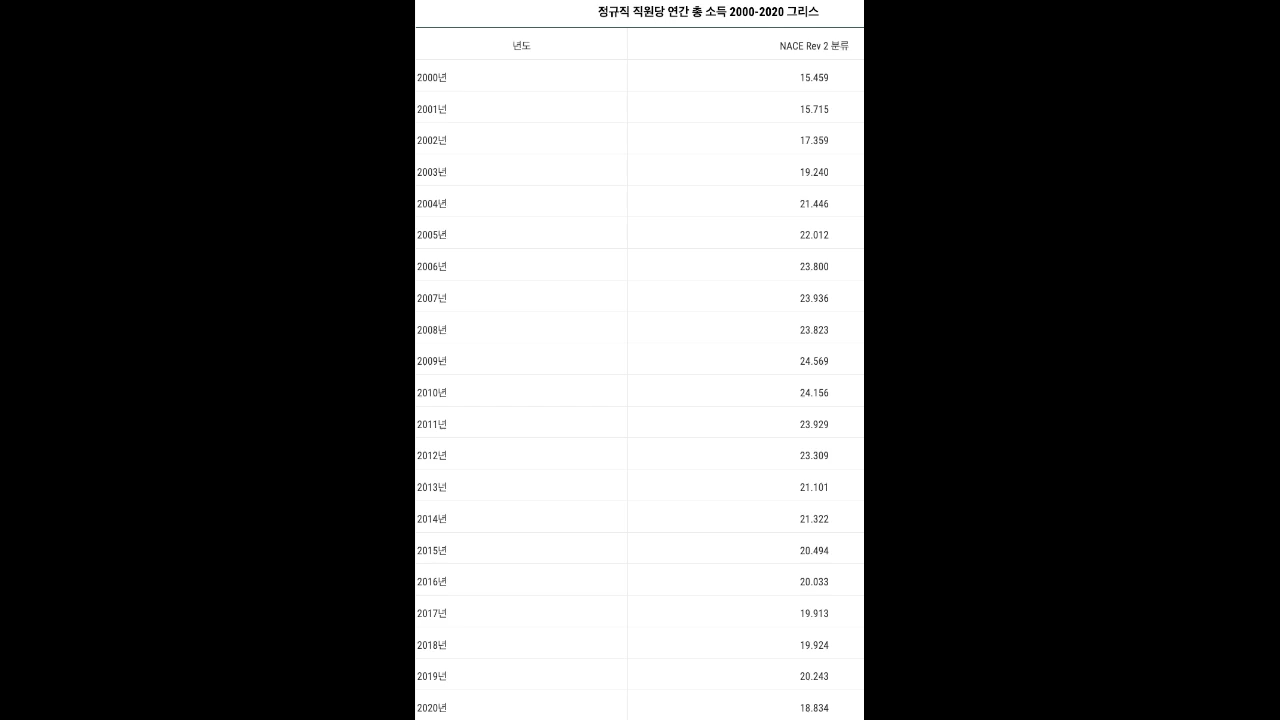 정규직 직원당 연간 총 소득 2000-2020 그리스
년도 NACE Rev 2 분류
2000년 15.459
2001년 15.715
2002년 17.359
2003년 19.240
2004년 21.446
2005년 22.012
2006년 23.800
2007년 23.936
2008년 23.823
2009년 24.569
2010년 24.156
2011년 23.929
2012년 23.309
2013년 21.101
2014년 21.322
2015년 20.494
2016년 20.033
2017년 19.913
2018년 19.924
2019년 20.243
2020년 18.834